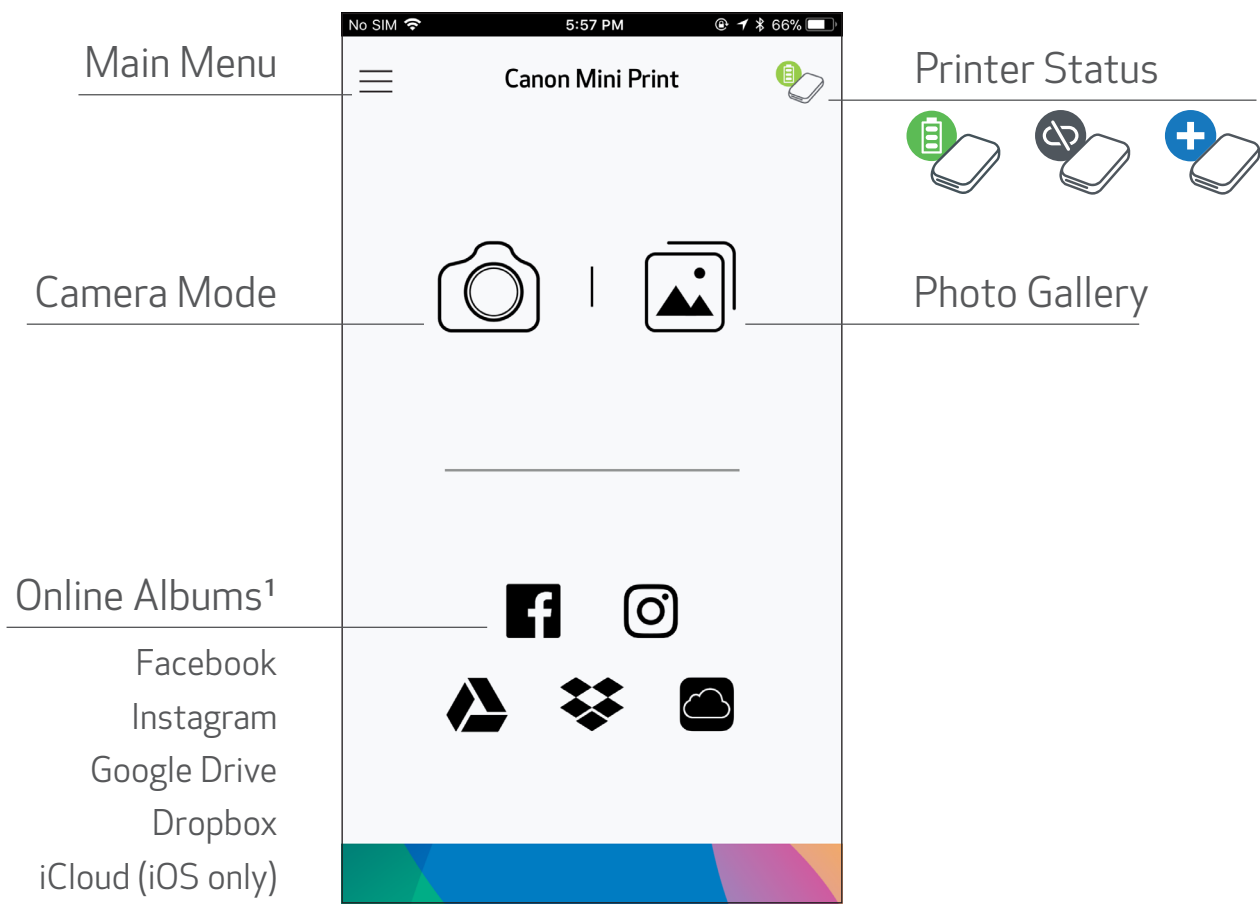 No SIM 5:57 PM 66%
Main Menu
Canon Mini Print
Printer Status
Camera Mode
Photo Gallery
Online Albums¹
Facebook
Instagram
Google Drive
Dropbox
iCloud (iOS only)